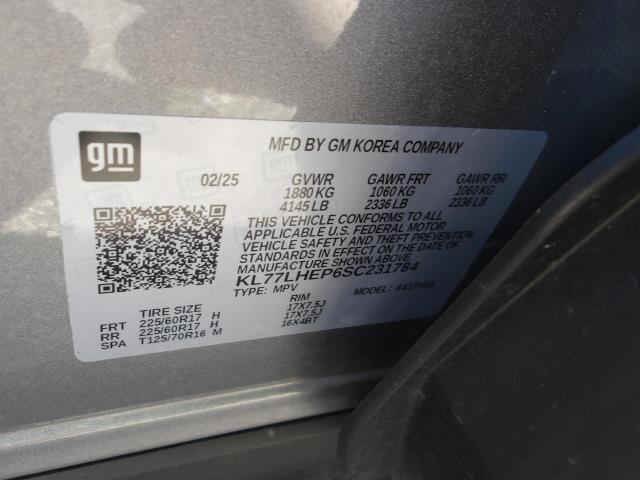 gm
MFD BY GM KOREA COMPANY
02/25 GVWR GAWR FRT GAWR RR
1880 KG 1060 KG 1060 KG
4145 LB 2336 LB 2336 LB
THIS VEHICLE CONFORMS TO ALL
APPLICABLE U.S. FEDERAL MOTOR
VEHICLE SAFETY AND THEFT PREVENTION
STANDARDS IN EFFECT ON THE DATE OF
MANUFACTURE SHOWN ABOVE.
KL77LHEP6SC231784
TYPE: MPV MODEL:
TIRE SIZE RIM
FRT 225/60R17 H 17X7.5J
RR 225/60R17 H 17X7.5J
SPA T125/70R16 M 16X4BT